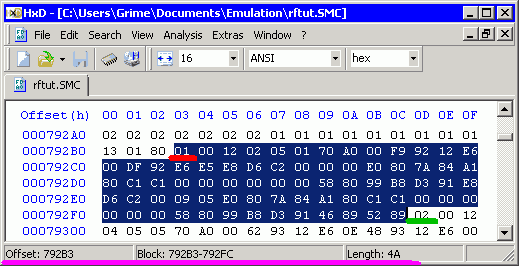 HxD - [C:\Users\Grime\Documents\Emulation\rftut.SMC]
File Edit Search View Analysis Extras Window ?
16 ANSI hex
rftut.SMC
Offset(h) 00 01 02 03 04 05 06 07 08 09 0A 0B 0C 0D 0E 0F
000792A0 02 02 02 02 02 02 01 01 01 01 01 01 01 01 01 01
000792B0 13 01 80 01 00 12 02 05 01 70 A0 00 F9 92 12 E6
000792C0 00 DF 92 E6 E5 E8 D6 C2 00 00 00 E0 80 7A 84 A1
000792D0 80 C1 C1 00 00 00 00 00 58 80 99 B8 D3 91 E8
000792E0 D6 C2 00 09 05 E0 80 7A 84 A1 80 C1 C1 00 00 00
000792F0 00 00 00 58 80 99 B8 D3 91 46 89 52 89 02 00 12
00079300 04 05 05 70 A0 00 62 93 12 E6 0E 48 93 12 E6 00
Offset: 792B3 Block: 792B3-792FC Length: 4A